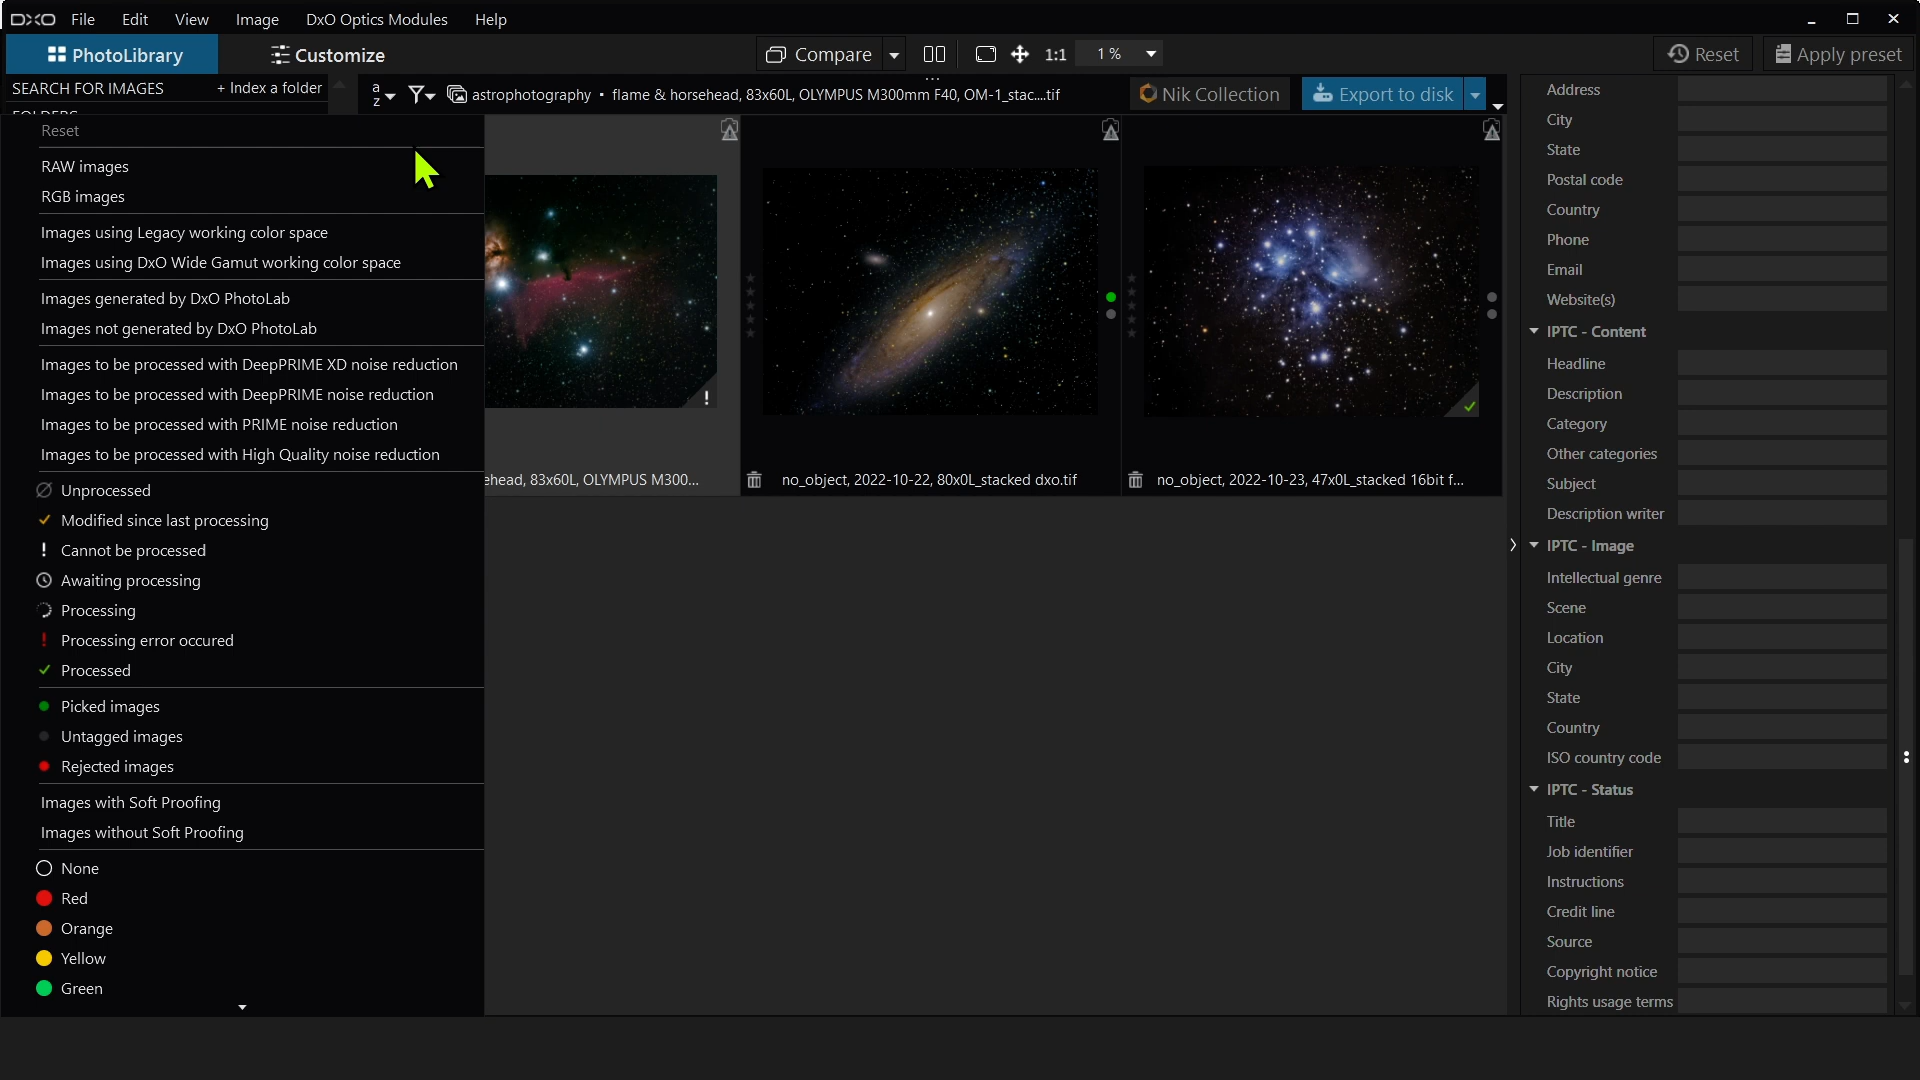 DXO File Edit View Image DxO Optics Modules Help
PhotoLibrary Customize Compare 1:1 1 % Reset Apply preset
SEARCH FOR IMAGES + Index a folder
a
z
astrophotography • flame & horsehead, 83x60L, OLYMPUS M300mm F40, OM-1_stac....tif
Nik Collection Export to disk
Reset
RAW images
RGB images
Images using Legacy working color space
Images using DxO Wide Gamut working color space
Images generated by DxO PhotoLab
Images not generated by DxO PhotoLab
Images to be processed with DeepPRIME XD noise reduction
Images to be processed with DeepPRIME noise reduction
Images to be processed with PRIME noise reduction
Images to be processed with High Quality noise reduction
Unprocessed
Modified since last processing
Cannot be processed
Awaiting processing
Processing
Processing error occured
Processed
Picked images
Untagged images
Rejected images
Images with Soft Proofing
Images without Soft Proofing
None
Red
Orange
Yellow
Green
ehead, 83x60L, OLYMPUS M300...
no_object, 2022-10-22, 80x0L_stacked dxo.tif
no_object, 2022-10-23, 47x0L_stacked 16bit f...
Address
City
State
Postal code
Country
Phone
Email
Website(s)
IPTC - Content
Headline
Description
Category
Other categories
Subject
Description writer
IPTC - Image
Intellectual genre
Scene
Location
City
State
Country
ISO country code
IPTC - Status
Title
Job identifier
Instructions
Credit line
Source
Copyright notice
Rights usage terms